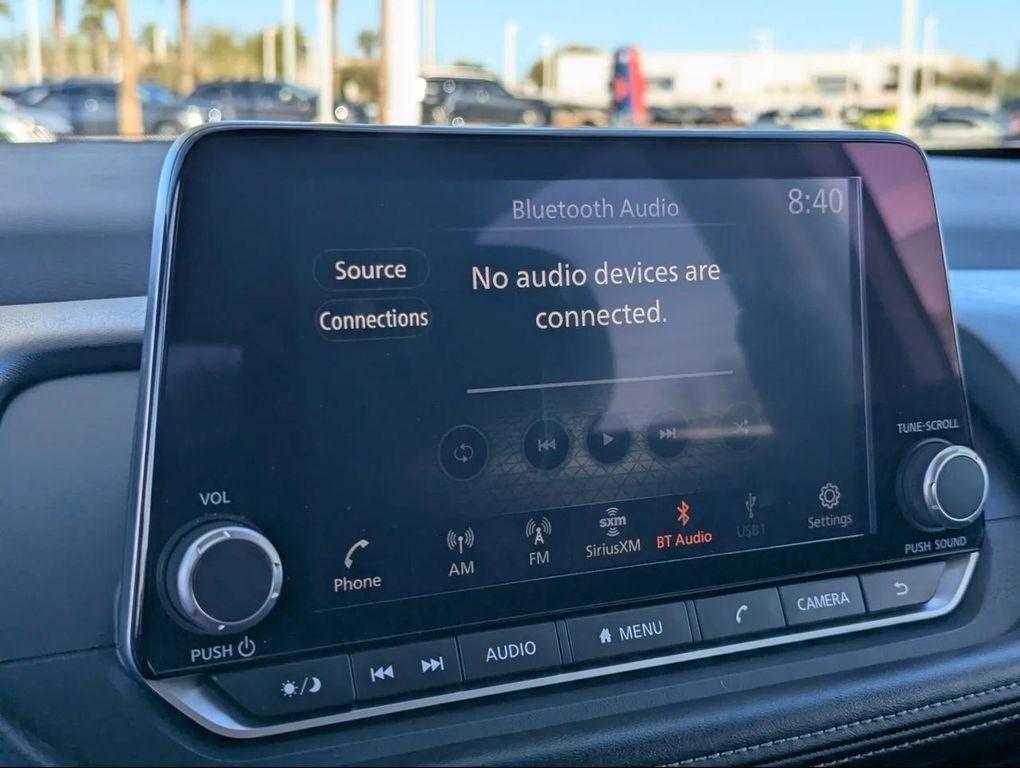 Bluetooth Audio
8:40
Source
No audio devices are
connected.
Connections
TUNE·SCROLL
VOL
Phone
AM
FM
sxm
SiriusXM
BT Audio
USB1
Settings
PUSH SOUND
PUSH
AUDIO
MENU
CAMERA